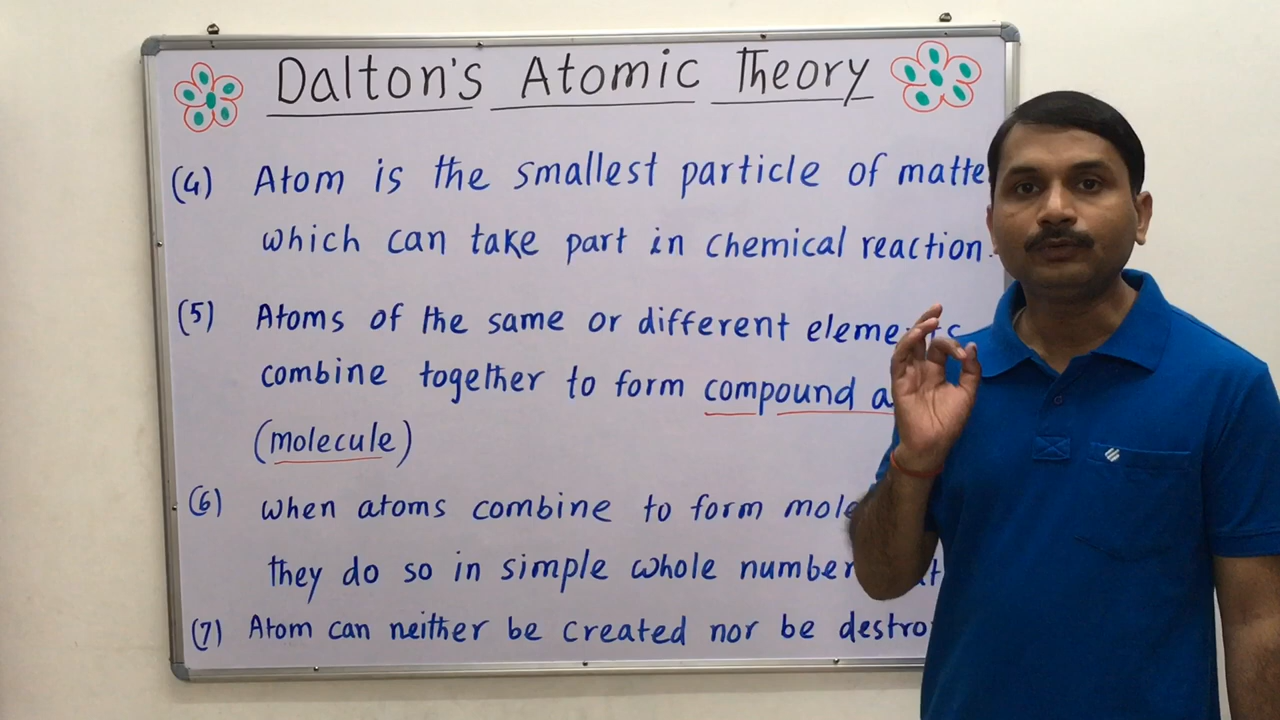 Dalton's Atomic Theory
(4) Atom is the smallest particle of matte
which can take part in chemical reaction.
(5) Atoms of the same or different elements
combine together to form compound a
(molecule)
(6) when atoms combine to form mole
they do so in simple whole number
(7) Atom can neither be created nor be destro